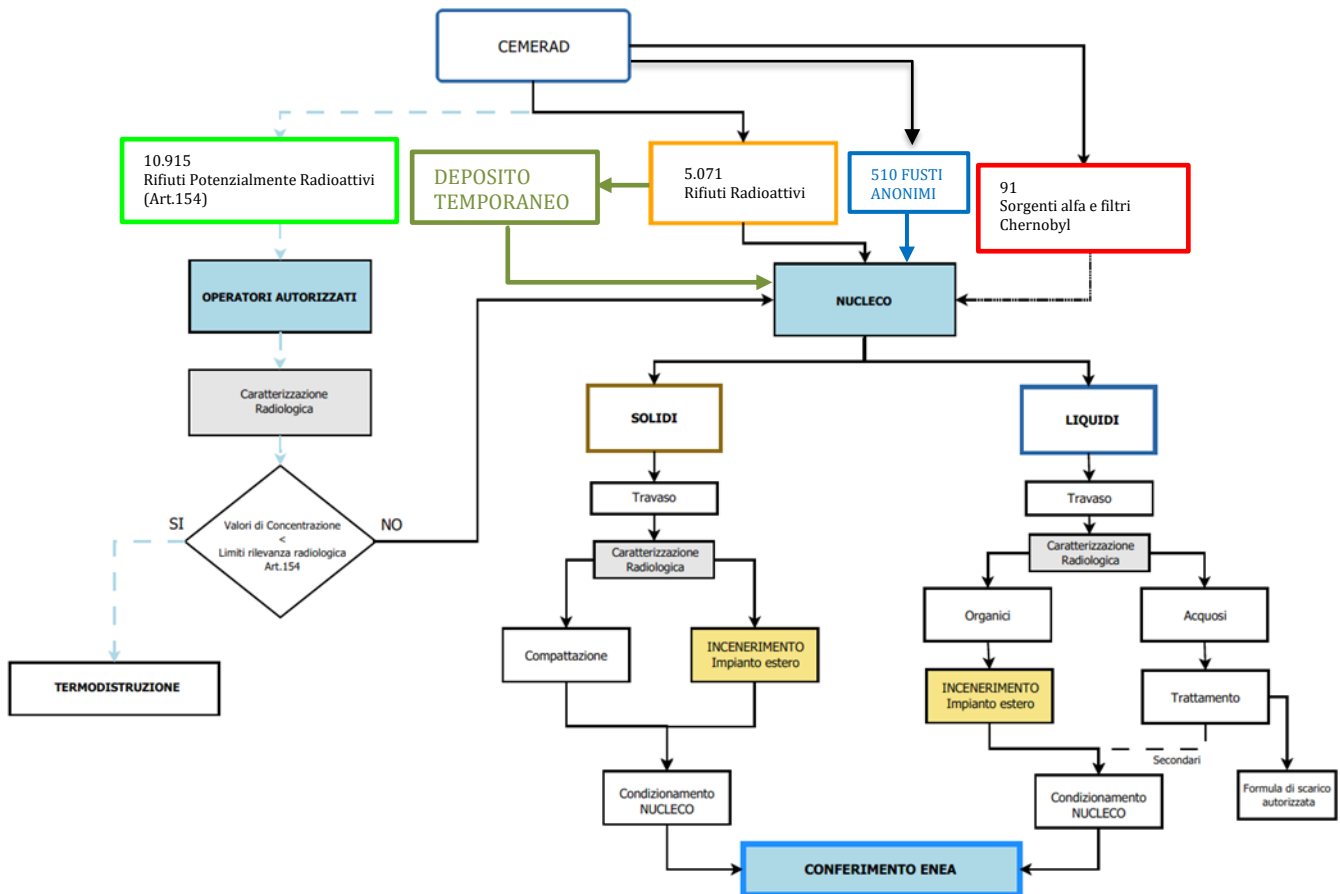 CEMERAD
10.915
Rifiuti Potenzialmente Radioattivi
(Art.154)
DEPOSITO
TEMPORANEO
5.071
Rifiuti Radioattivi
510 FUSTI
ANONIMI
91
Sorgenti alfa e filtri
Chernobyl
OPERATORI AUTORIZZATI
NUCLECO
Caratterizzazione
Radiologica
SOLIDI
LIQUIDI
SI
Valori di Concentrazione
<
Limiti rilevanza radiologica
Art.154
NO
Travaso
Travaso
Caratterizzazione
Radiologica
Caratterizzazione
Radiologica
Organici
Acquosi
Compattazione
INCENERIMENTO
Impianto estero
TERMODISTRUZIONE
INCENERIMENTO
Impianto estero
Trattamento
Secondari
Condizionamento
NUCLECO
Condizionamento
NUCLECO
Formula di scarico
autorizzata
CONFERIMENTO ENEA